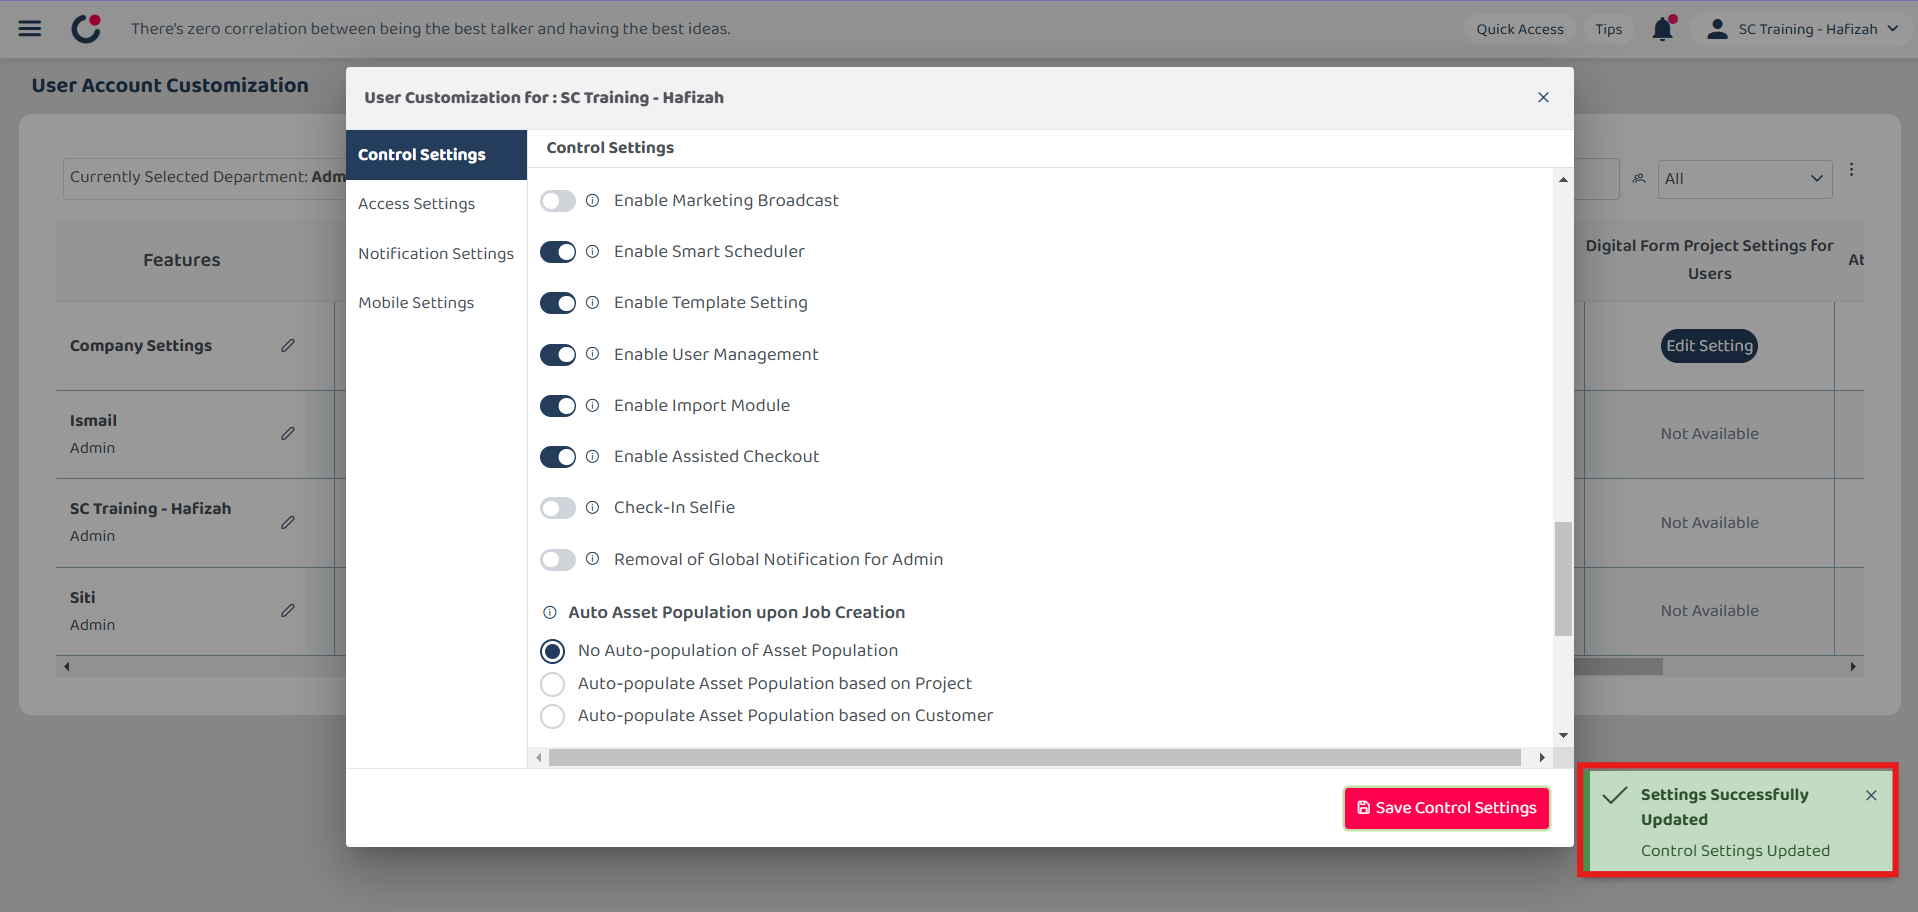 There's zero correlation between being the best talker and having the best ideas.
Quick Access
Tips
SC Training - Hafizah
User Account Customization
User Customization for : SC Training - Hafizah
Control Settings
Access Settings
Notification Settings
Mobile Settings
Control Settings
Enable Marketing Broadcast
Enable Smart Scheduler
Enable Template Setting
Enable User Management
Enable Import Module
Enable Assisted Checkout
Check-In Selfie
Removal of Global Notification for Admin
Auto Asset Population upon Job Creation
No Auto-population of Asset Population
Auto-populate Asset Population based on Project
Auto-populate Asset Population based on Customer
Save Control Settings
Currently Selected Department: Adm
All
Features
Digital Form Project Settings for
Users
At
Company Settings
Edit Setting
Ismail
Admin
Not Available
SC Training - Hafizah
Admin
Not Available
Siti
Admin
Not Available
Settings Successfully
Updated
Control Settings Updated